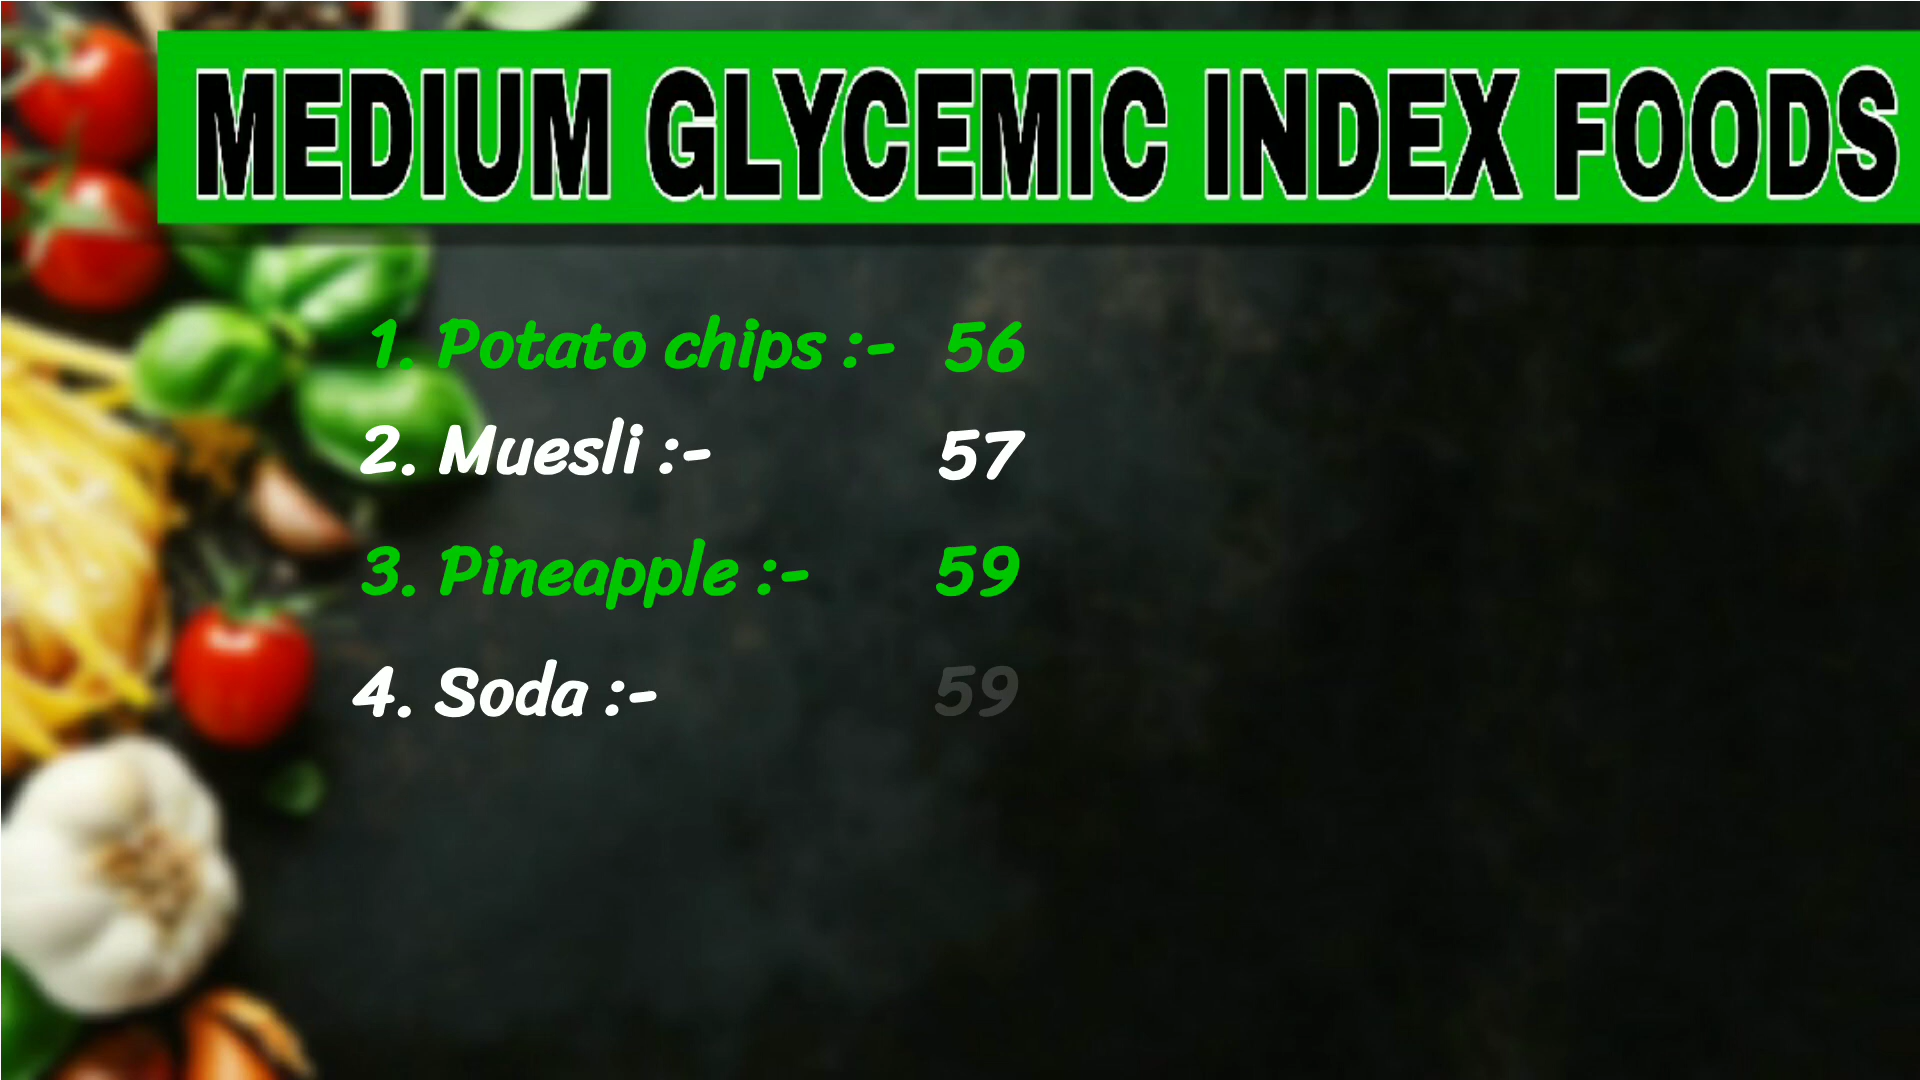 MEDIUM GLYCEMIC INDEX FOODS
1. Potato chips :- 56
2. Muesli :- 57
3. Pineapple :- 59
4. Soda :- 59